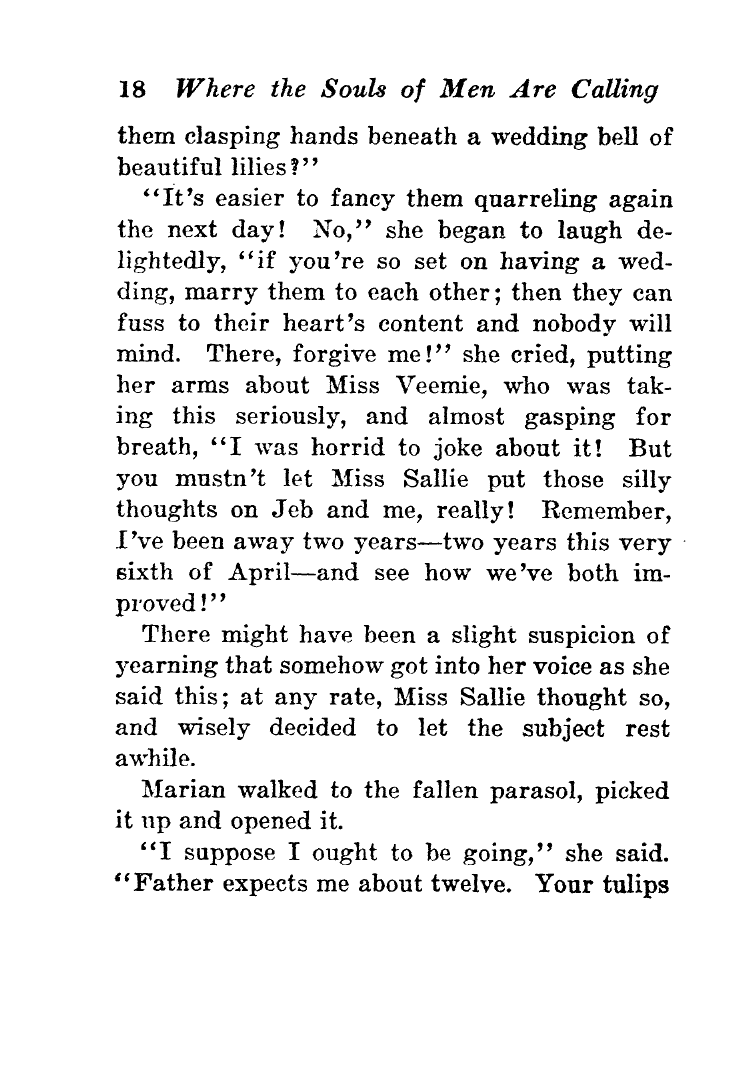 18 Where the Souls of Men Are Calling
them clasping hands beneath a wedding bell of
beautiful lilies?"
"It's easier to fancy them quarreling again
the next day! No," she began to laugh de-
lightedly, "if you're so set on having a wed-
ding, marry them to each other; then they can
fuss to their heart's content and nobody will
mind. There, forgive me!" she cried, putting
her arms about Miss Veemie, who was tak-
ing this seriously, and almost gasping for
breath, "I was horrid to joke about it! But
you mustn't let Miss Sallie put those silly
thoughts on Jeb and me, really! Remember,
I've been away two years—two years this very
sixth of April—and see how we've both im-
proved!"
There might have been a slight suspicion of
yearning that somehow got into her voice as she
said this; at any rate, Miss Sallie thought so,
and wisely decided to let the subject rest
awhile.
Marian walked to the fallen parasol, picked
it up and opened it.
"I suppose I ought to be going," she said.
"Father expects me about twelve. Your tulips